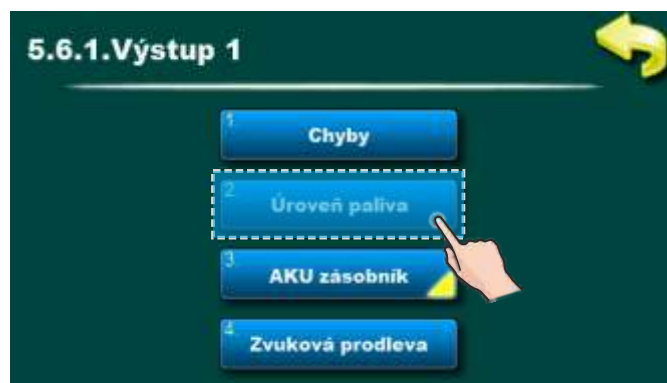 5.6.1.Výstup 1
1
Chyby
2
Úroveň paliva
3
AKU zásobník
4
Zvuková prodleva